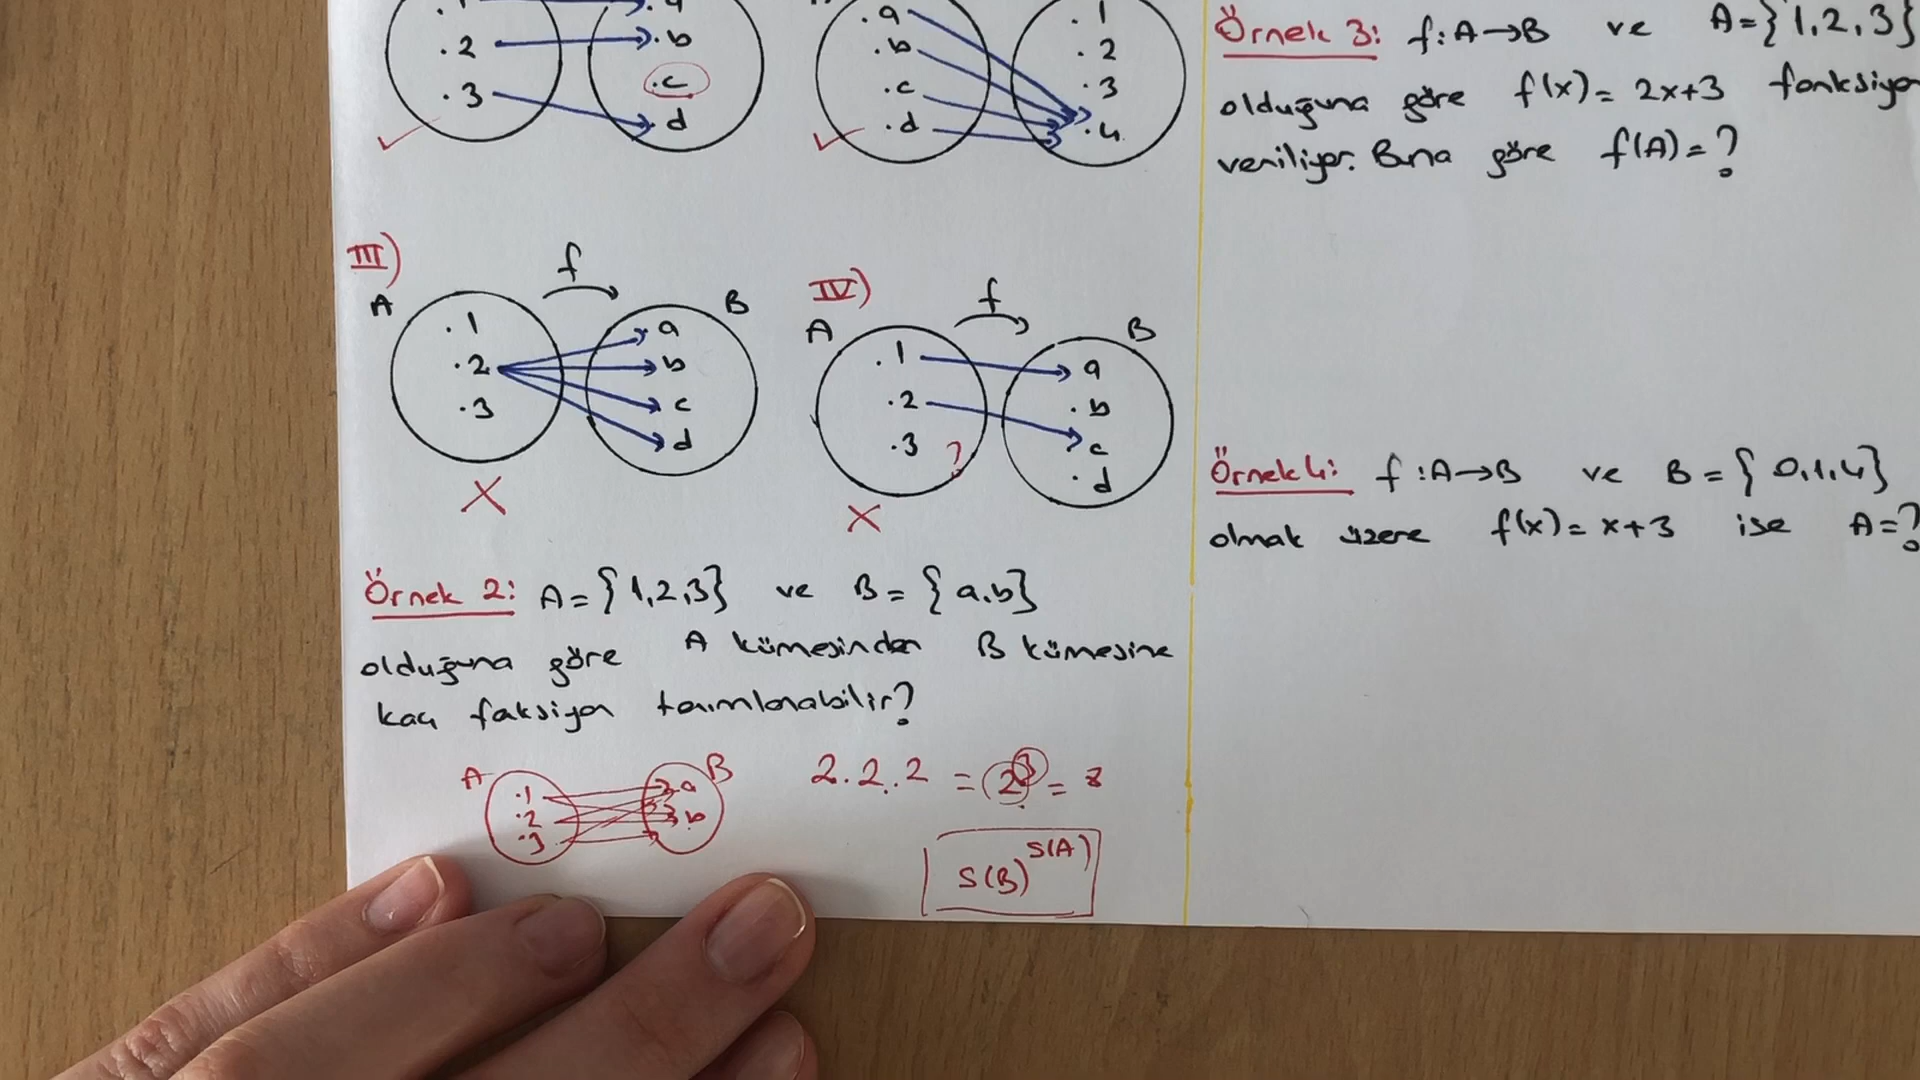 .2
.3
.b
.c
d
.a
.b
.c
.d
.1
.2
.3
.4
III)
f
A
B
.1
.2
.3
a
b
c
d
IV)
f
A
B
.1
.2
.3 ?
a
.b
c
.d
Örnek 2: A={1,2,3} ve B={a,b}
olduğuna göre A kümesinden B kümesine
kaç faksiyon tanımlanabilir?
A
B
.1
.2
.3
a
b
2.2.2 = 2³ = 8
S(B)^S(A)
Örnek 3: f:A→B ve A={1,2,3}
olduğuna göre f(x)= 2x+3 fonksiyon
veriliyor. Buna göre f(A)=?
Örnek 4: f:A→B ve B={0,1,4}
olmak üzere f(x)= x+3 ise A=?